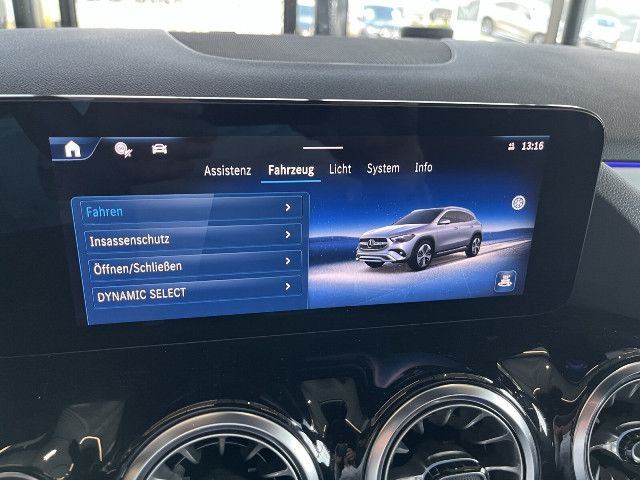 13:16
Assistenz Fahrzeug Licht System Info
Fahren
Insassenschutz
Öffnen/Schließen
DYNAMIC SELECT